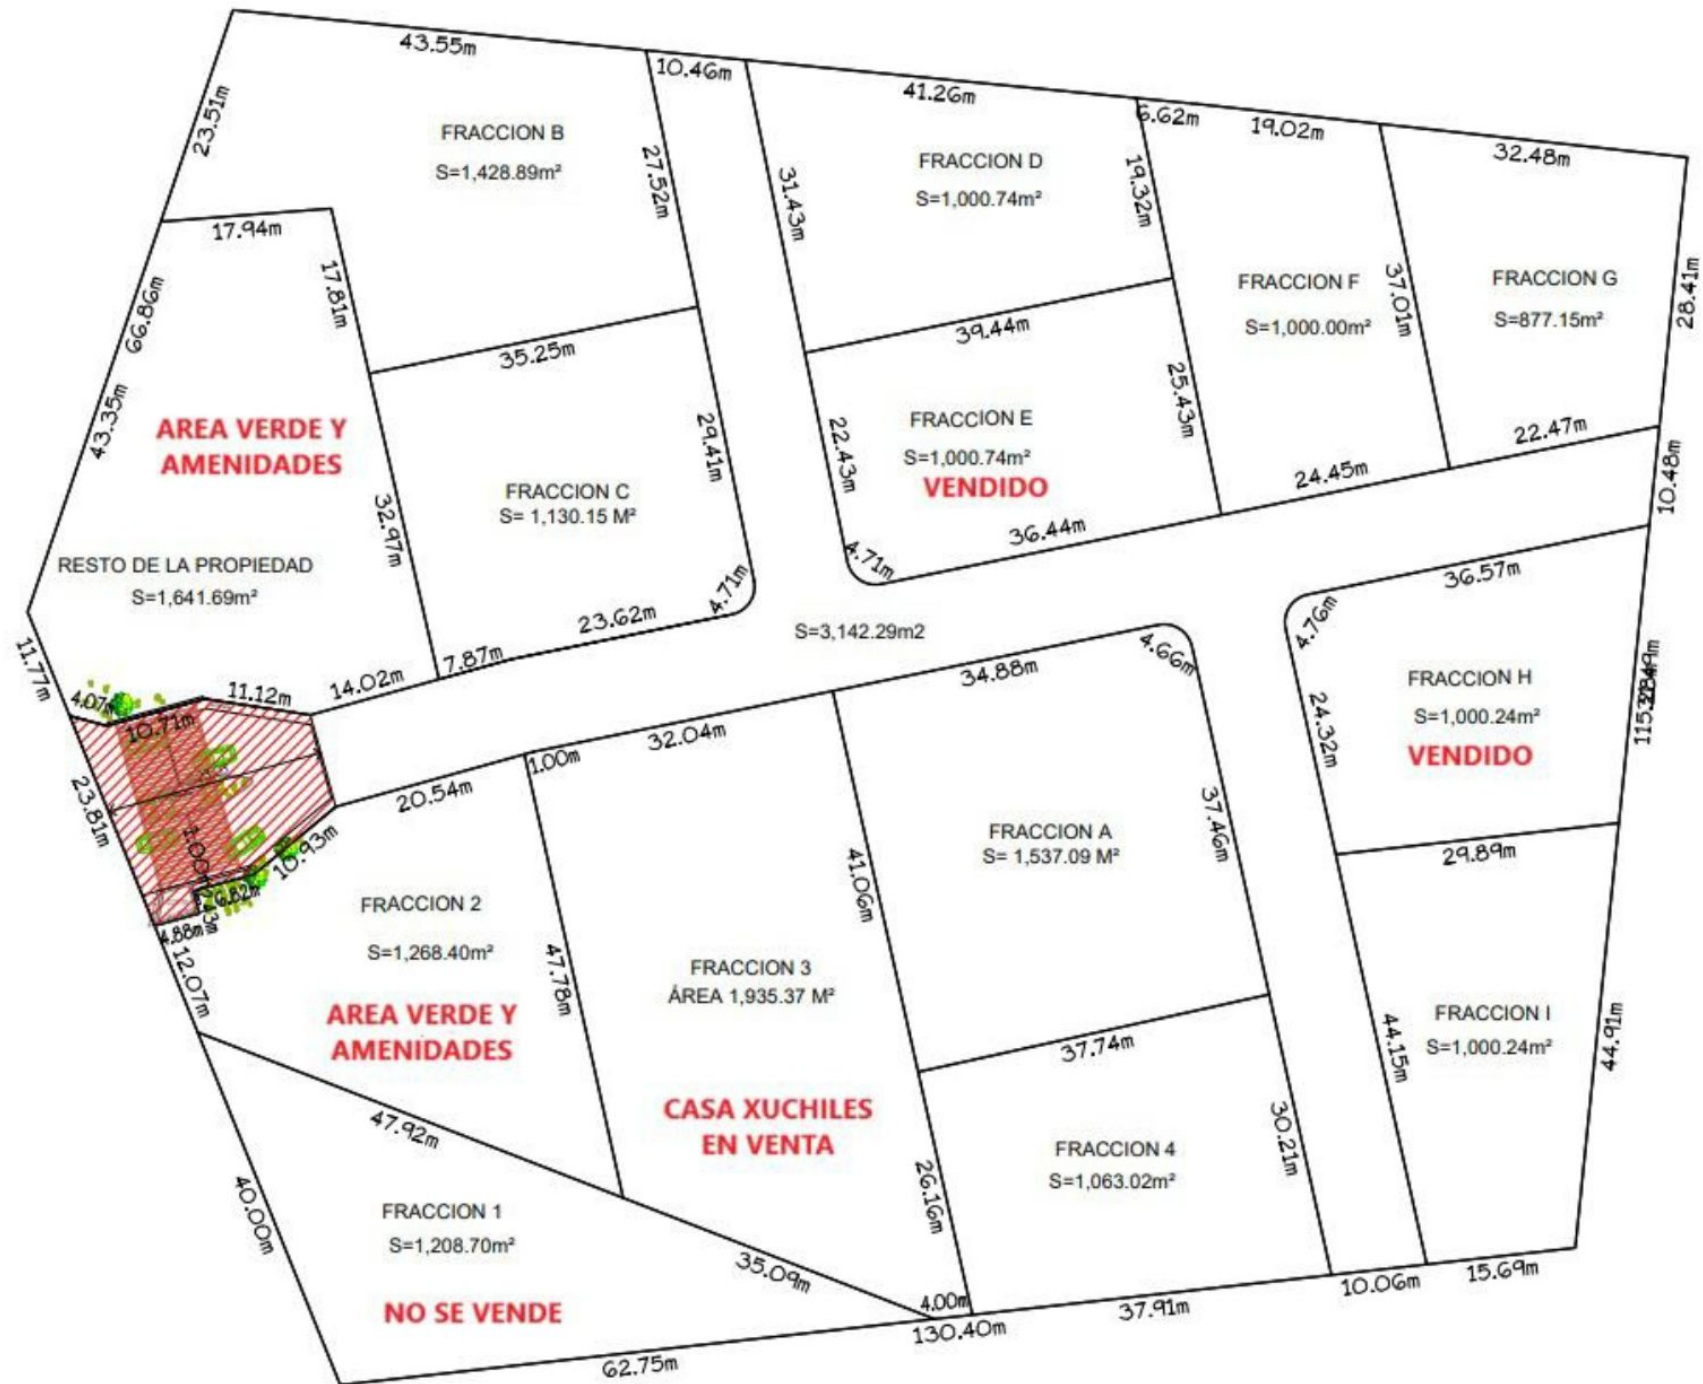 43.55m
10.46m
41.26m
6.62m
19.02m
32.48m
23.51m
FRACCION B
S=1,428.89m²
27.52m
31.43m
FRACCION D
S=1,000.74m²
19.32m
17.94m
17.81m
66.86m
43.35m
FRACCION F
S=1,000.00m²
37.01m
FRACCION G
S=877.15m²
28.41m
35.25m
39.44m
AREA VERDE Y
AMENIDADES
29.41m
22.43m
FRACCION E
S=1,000.74m²
VENDIDO
25.43m
22.47m
24.45m
10.48m
FRACCION C
S= 1,130.15 M²
32.97m
36.44m
4.71m
4.71m
RESTO DE LA PROPIEDAD
S=1,641.69m²
23.62m
7.87m
14.02m
S=3,142.29m2
36.57m
4.76m
4.66m
34.88m
11.77m
4.07m
11.12m
10.71m
FRACCION H
S=1,000.24m²
VENDIDO
24.32m
32.04m
1.00m
20.54m
23.81m
10.93m
1.00m
6.82m
4.88m
12.07m
FRACCION A
S= 1,537.09 M²
37.46m
41.06m
29.89m
FRACCION 2
S=1,268.40m²
47.78m
AREA VERDE Y
AMENIDADES
FRACCION 3
ÁREA 1,935.37 M²
CASA XUCHILES
EN VENTA
37.74m
44.15m
FRACCION I
S=1,000.24m²
44.91m
47.92m
40.00m
FRACCION 1
S=1,208.70m²
NO SE VENDE
35.09m
26.16m
FRACCION 4
S=1,063.02m²
30.21m
4.00m
130.40m
37.91m
10.06m
15.69m
62.75m